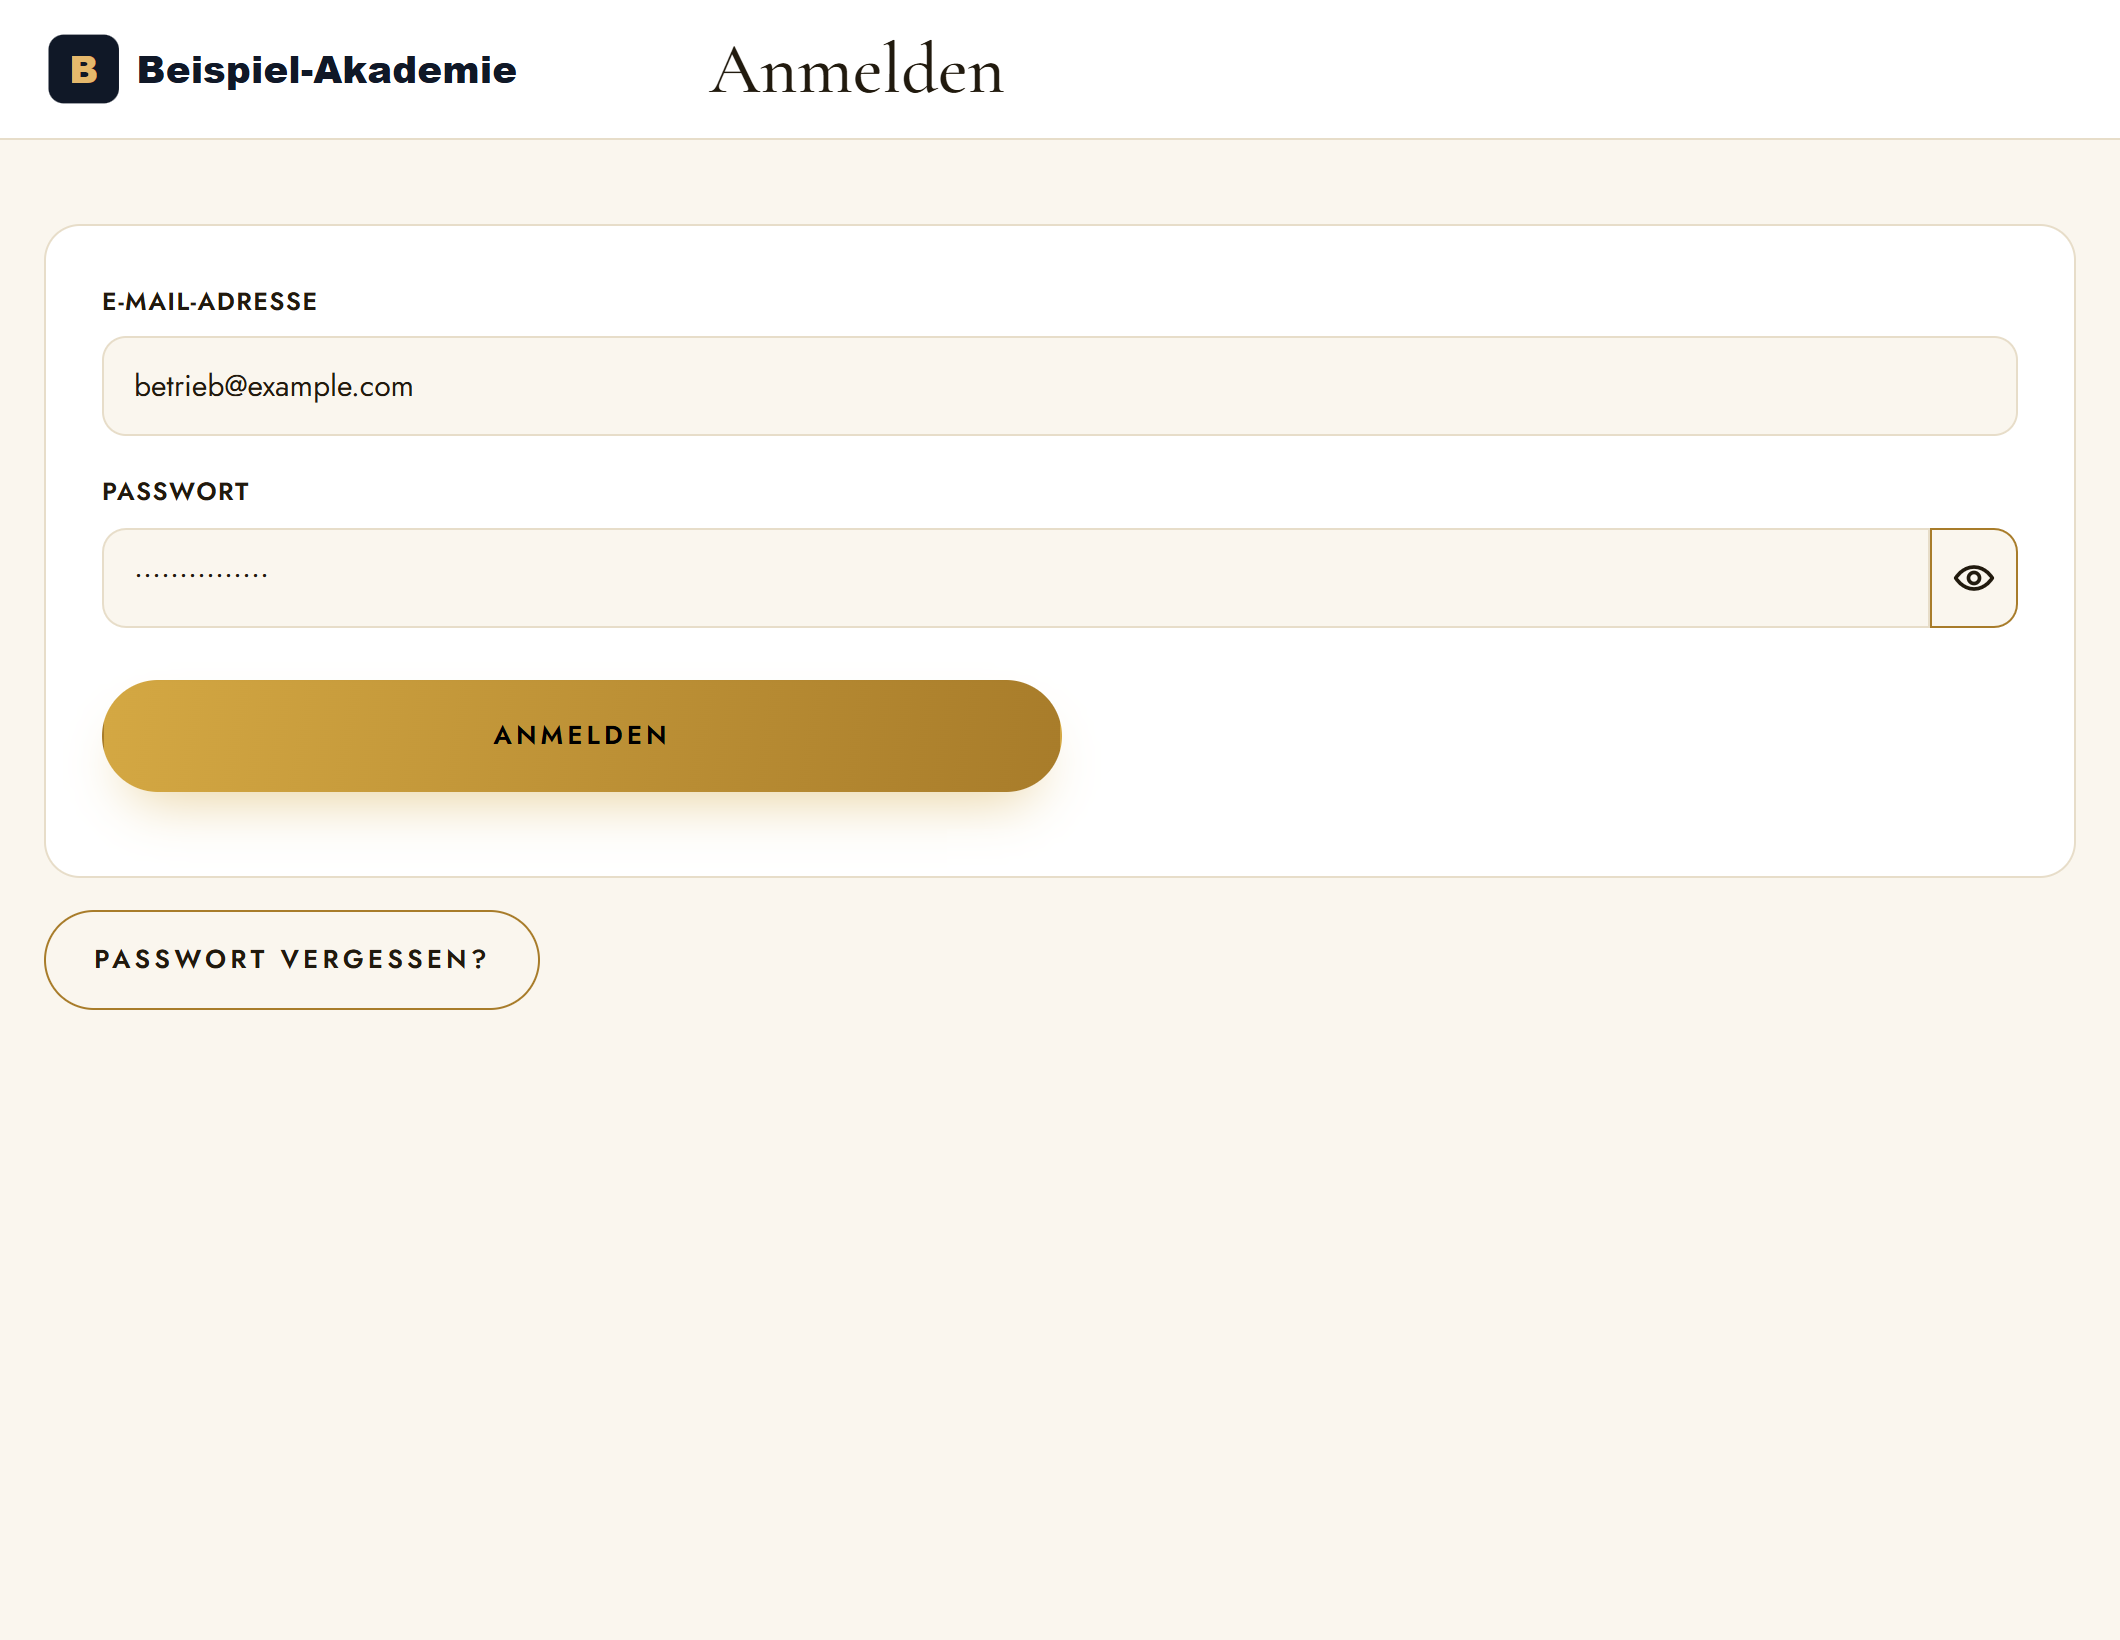 B Beispiel-Akademie
Anmelden
E-MAIL-ADRESSE
betrieb@example.com
PASSWORT
...............
ANMELDEN
PASSWORT VERGESSEN?